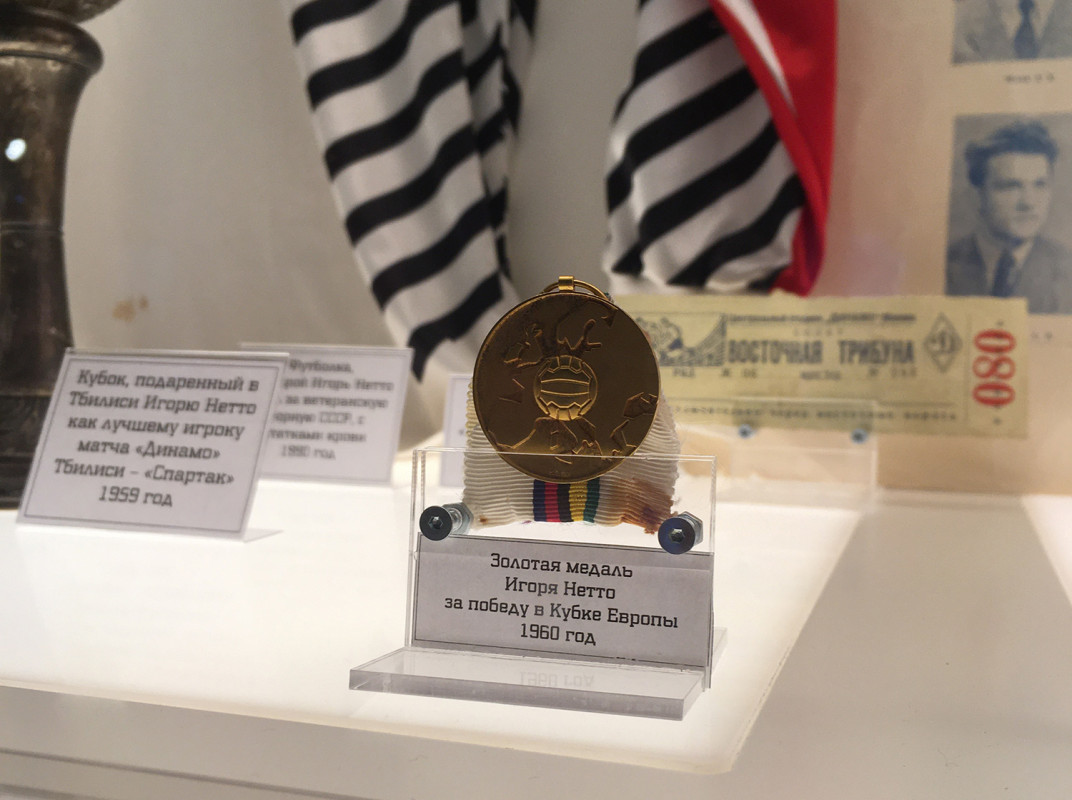 Кубок, подаренный в
Тбилиси Игорю Нетто
как лучшему игроку
матча «Динамо»
Тбилиси – «Спартак»
1959 год
Футболка,
Игорь Нетто
за ветеранскую
СССР, с
крови
1990 год
ВОСТОЧНАЯ ТРИБУНА
080
Золотая медаль
Игоря Нетто
за победу в Кубке Европы
1960 год